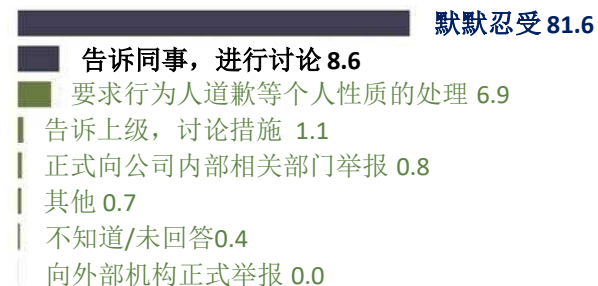 默默忍受 81.6
告诉同事，进行讨论 8.6
要求行为人道歉等个人性质的处理 6.9
告诉上级，讨论措施 1.1
正式向公司内部相关部门举报 0.8
其他 0.7
不知道/未回答0.4
向外部机构正式举报 0.0